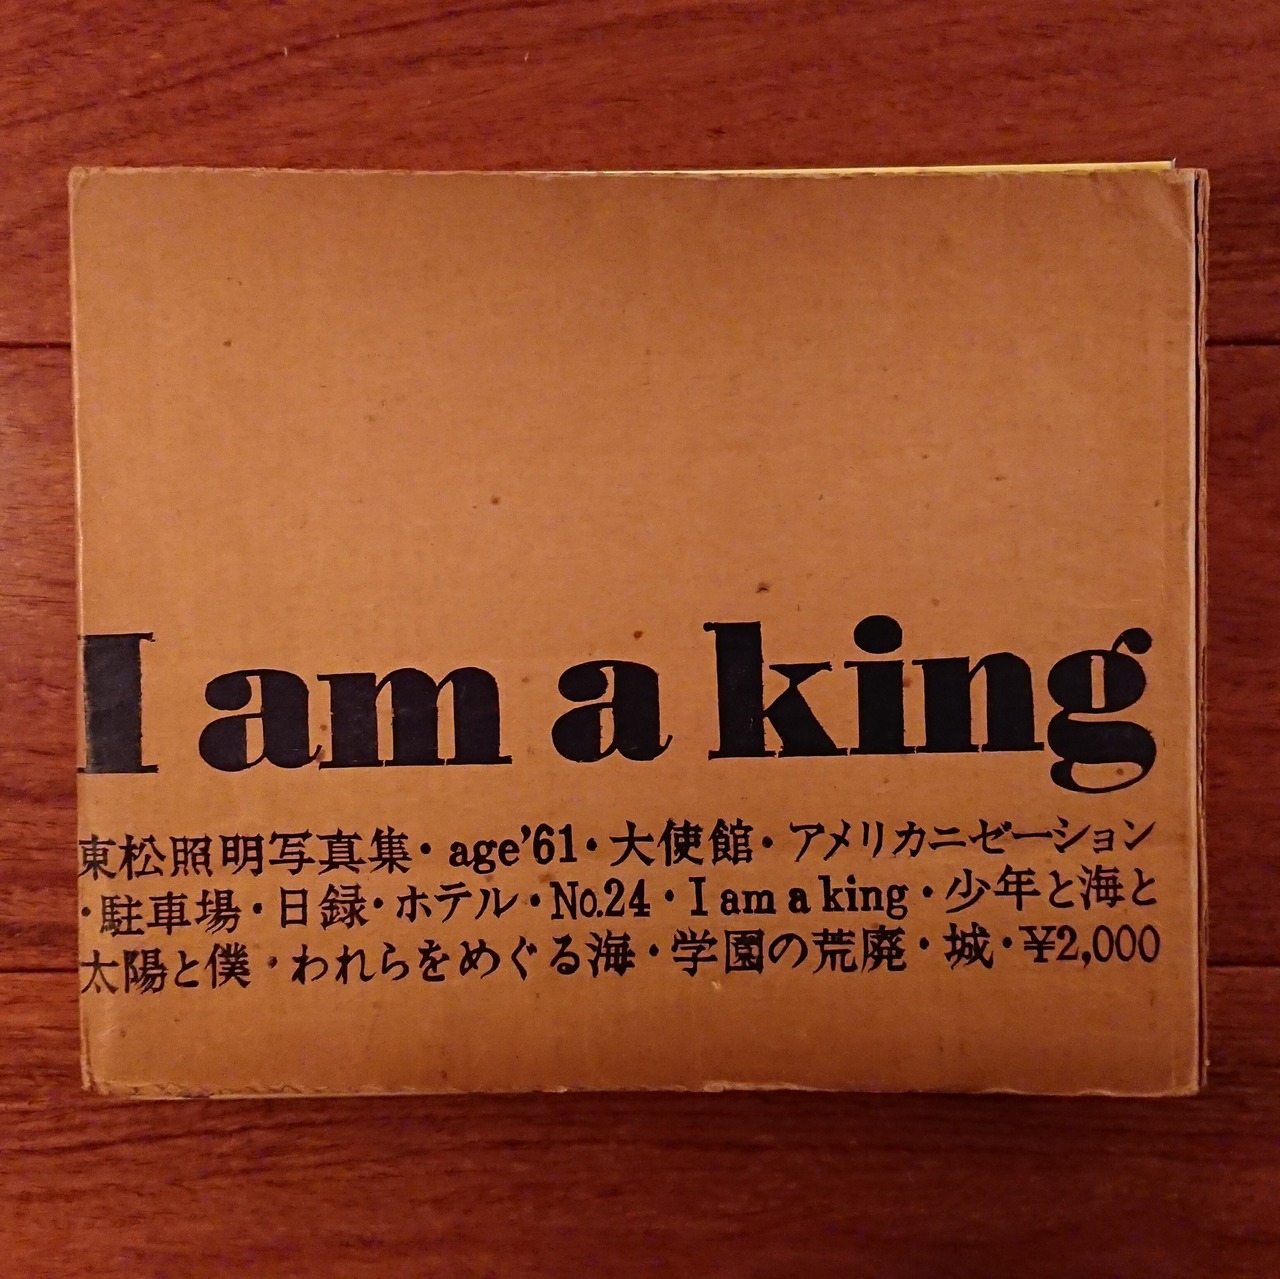 I am a king
東松照明写真集・age’61・大使館・アメリカニゼーション
・駐車場・日録・ホテル・No.24・I am a king・少年と海と
太陽と僕・われらをめぐる海・学園の荒廃・城・¥2,000